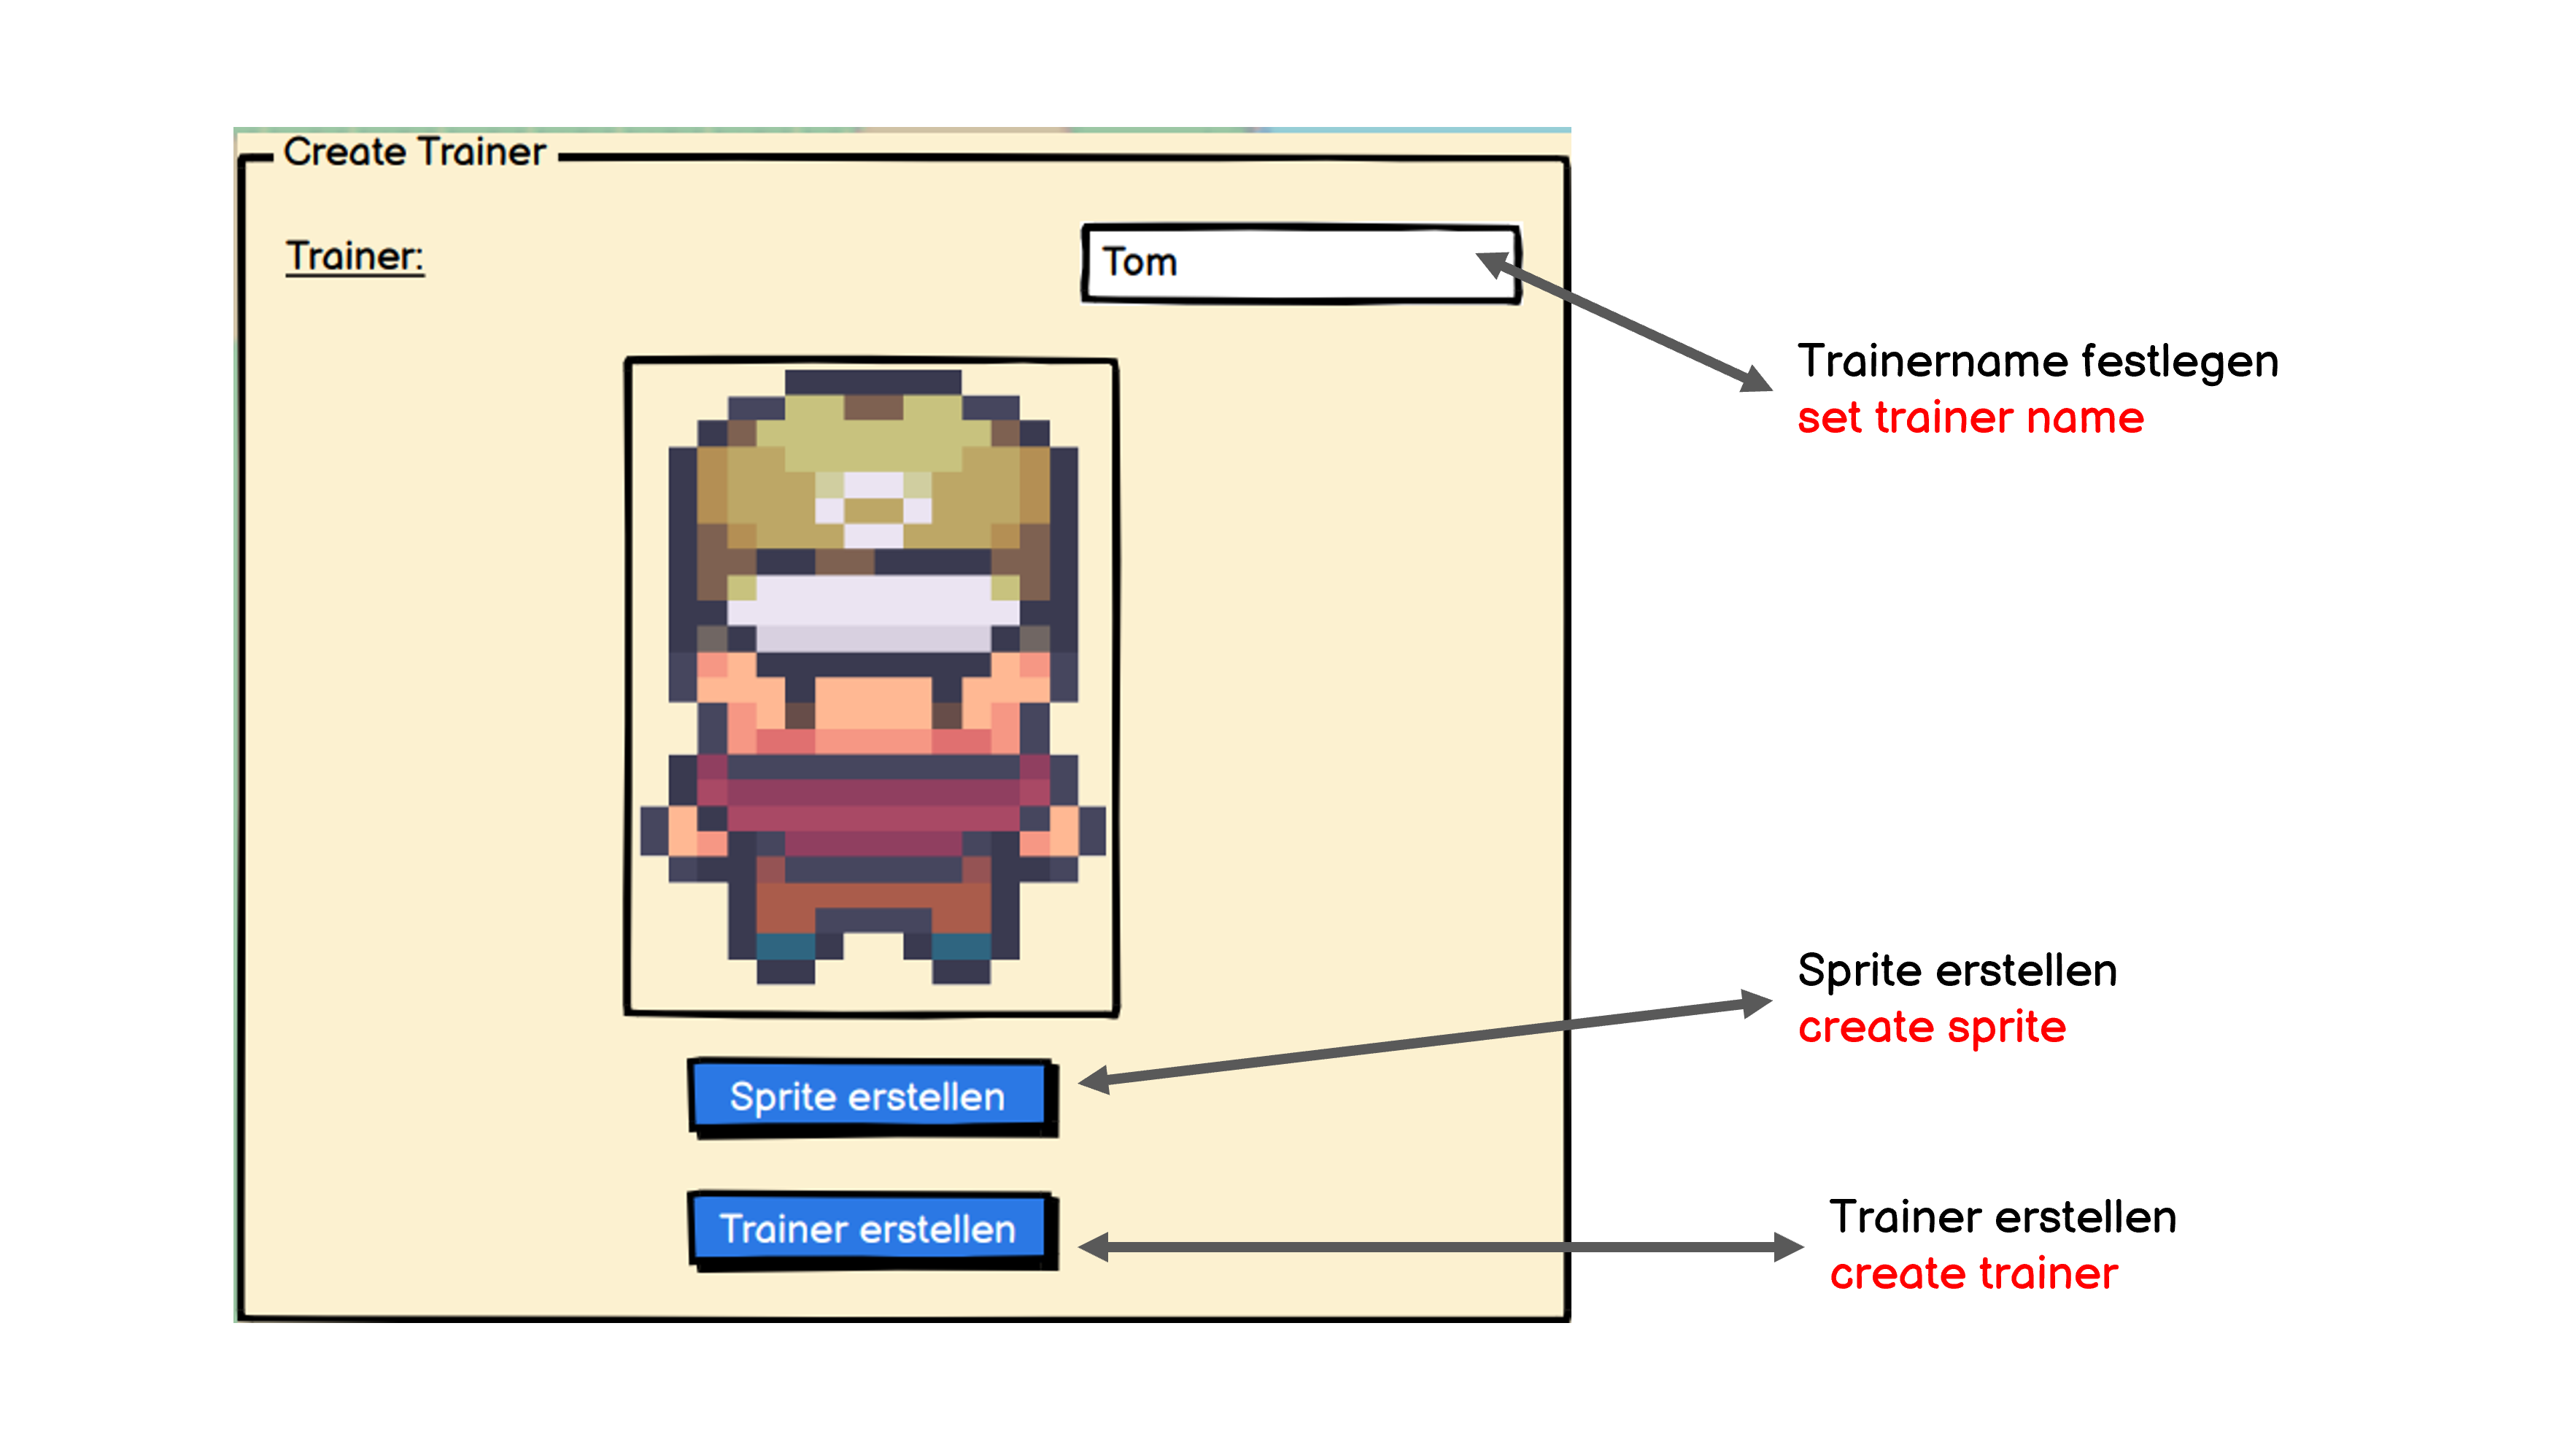 Create Trainer
Trainer:
Tom
Trainername festlegen
set trainer name
Sprite erstellen
create sprite
Sprite erstellen
Trainer erstellen
Trainer erstellen
create trainer